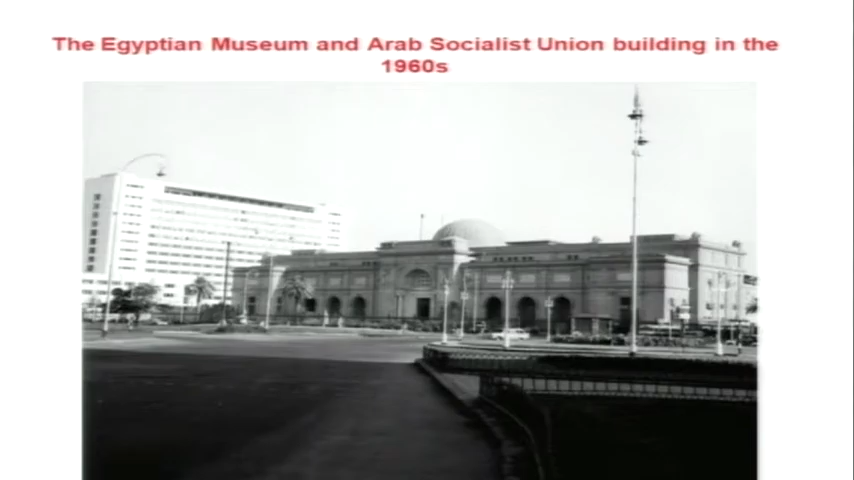 The Egyptian Museum and Arab Socialist Union building in the
1960s